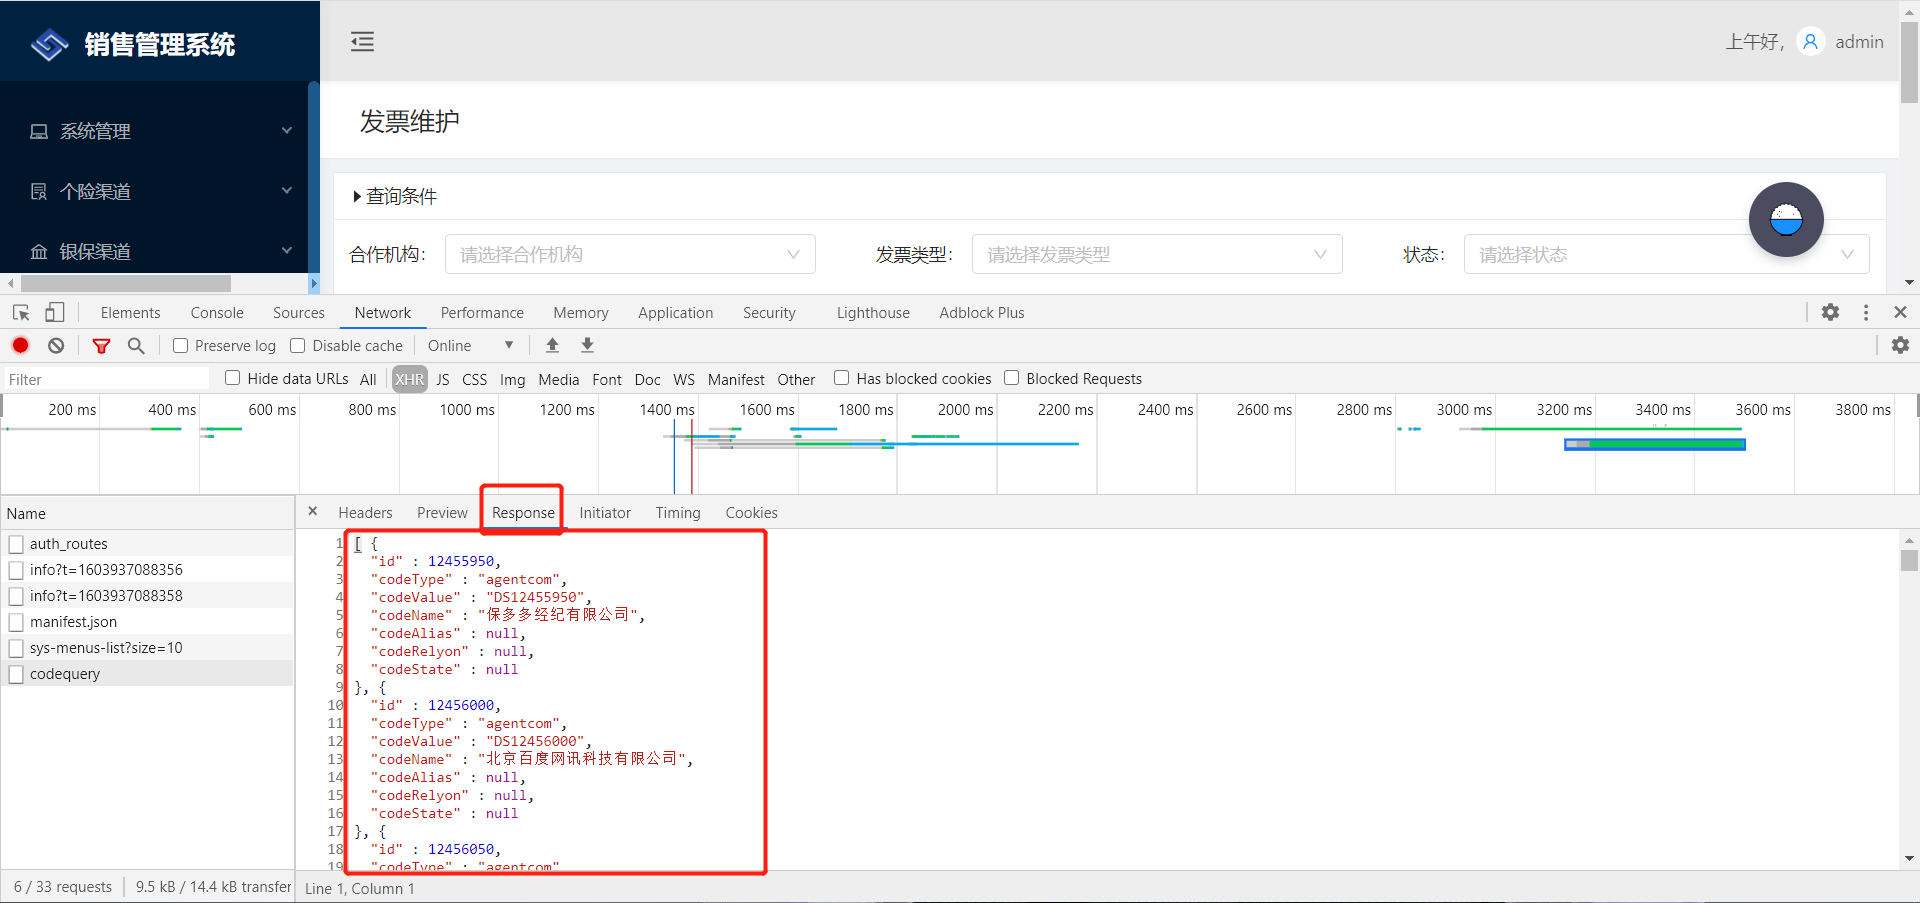 销售管理系统
上午好,
admin
系统管理
个险渠道
银保渠道
发票维护
查询条件
合作机构:
请选择合作机构
发票类型:
请选择发票类型
状态:
请选择状态
Elements Console Sources Network Performance Memory Application Security Lighthouse Adblock Plus
Preserve log Disable cache Online
Filter Hide data URLs All XHR JS CSS Img Media Font Doc WS Manifest Other Has blocked cookies Blocked Requests
200 ms 400 ms 600 ms 800 ms 1000 ms 1200 ms 1400 ms 1600 ms 1800 ms 2000 ms 2200 ms 2400 ms 2600 ms 2800 ms 3000 ms 3200 ms 3400 ms 3600 ms 3800 ms
Name
auth_routes
info?t=1603937088356
info?t=1603937088358
manifest.json
sys-menus-list?size=10
codequery
6 / 33 requests 9.5 kB / 14.4 kB transfer
Headers Preview Response Initiator Timing Cookies
1 [ {
2 "id" : 12455950,
3 "codeType" : "agentcom",
4 "codeValue" : "DS12455950",
5 "codeName" : "保多多经纪有限公司",
6 "codeAlias" : null,
7 "codeRelyon" : null,
8 "codeState" : null
9 }, {
10 "id" : 12456000,
11 "codeType" : "agentcom",
12 "codeValue" : "DS12456000",
13 "codeName" : "北京百度网讯科技有限公司",
14 "codeAlias" : null,
15 "codeRelyon" : null,
16 "codeState" : null
17 }, {
18 "id" : 12456050,
19 "codeType" : "agentcom"
Line 1, Column 1